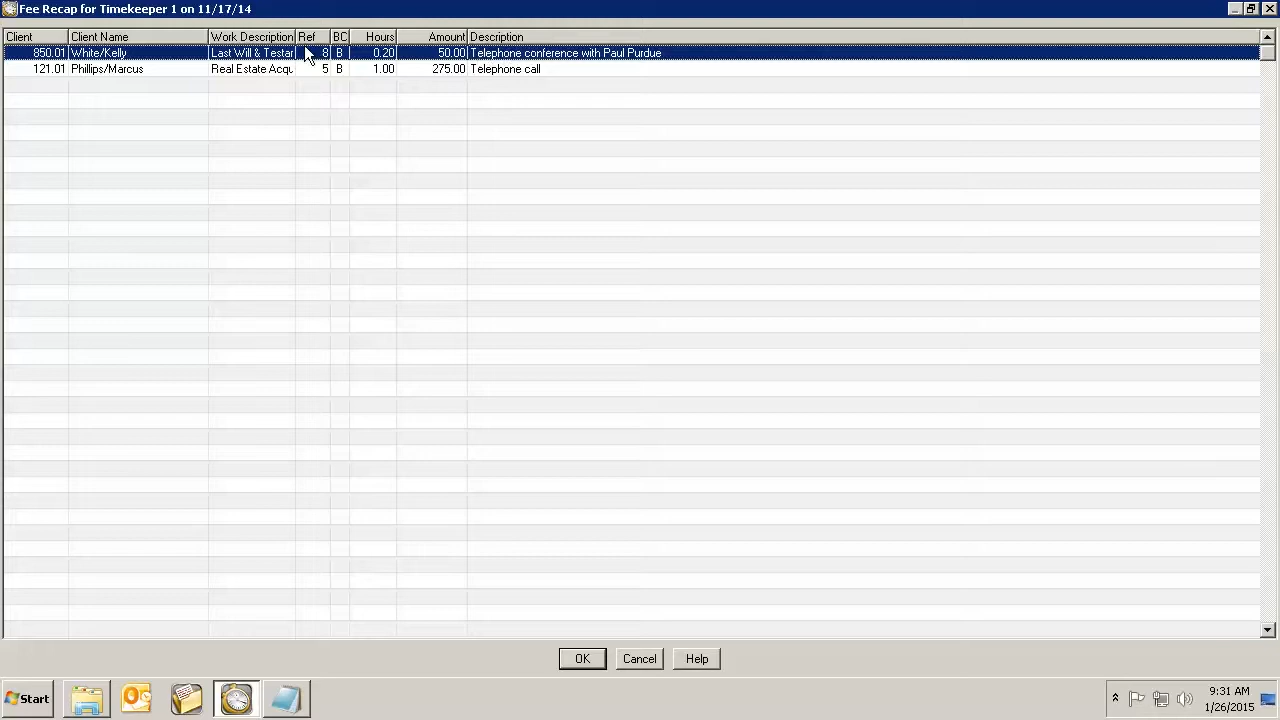 Fee Recap for Timekeeper 1 on 11/17/14
Client Client Name Work Description Ref BC Hours Amount Description
850.01 White/Kelly Last Will & Testar 8 B 0.20 50.00 Telephone conference with Paul Purdue
121.01 Phillips/Marcus Real Estate Acqu 5 B 1.00 275.00 Telephone call
OK Cancel Help
Start
9:31 AM
1/26/2015